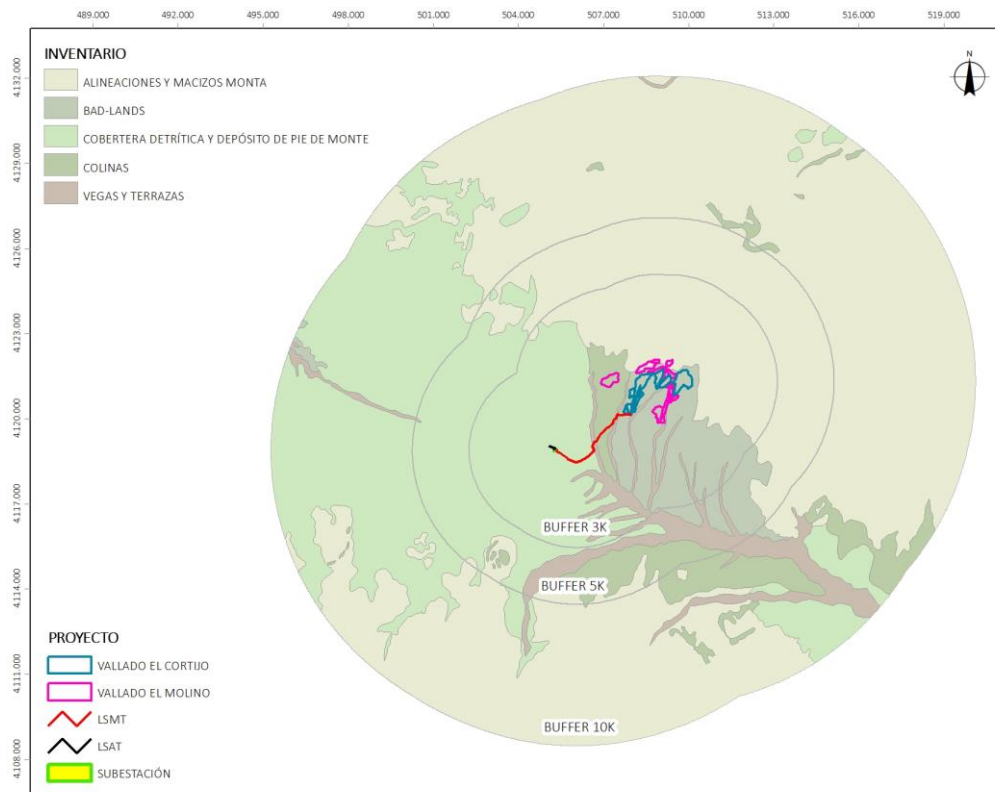 489.000 492.000 495.000 498.000 501.000 504.000 507.000 510.000 513.000 516.000 519.000
4.132.000
4.129.000
4.126.000
4.123.000
4.120.000
4.117.000
4.114.000
4.111.000
4.108.000
INVENTARIO
ALINEACIONES Y MACIZOS MONTA
BAD-LANDS
COBERTERA DETRÍTICA Y DEPÓSITO DE PIE DE MONTE
COLINAS
VEGAS Y TERRAZAS
N
BUFFER 3K
BUFFER 5K
BUFFER 10K
PROYECTO
VALLADO EL CORTIJO
VALLADO EL MOLINO
LSMT
LSAT
SUBESTACIÓN